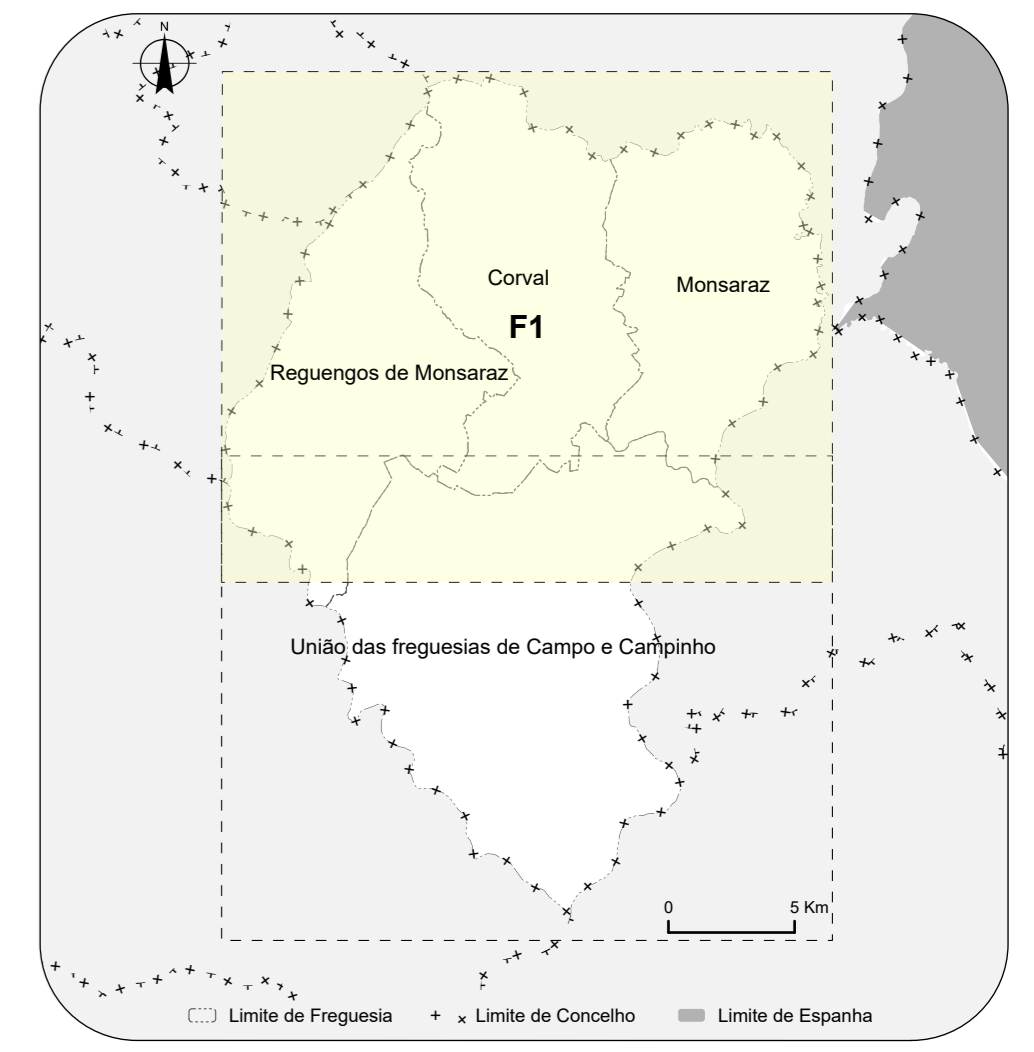 N
Corval
Monsaraz
F1
Reguengos de Monsaraz
União das freguesias de Campo e Campinho
0 5 Km
Limite de Freguesia Limite de Concelho Limite de Espanha